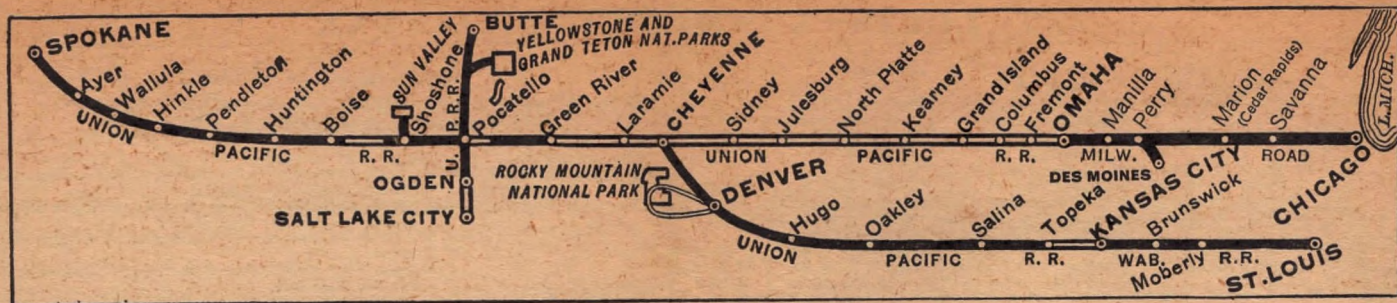 SPOKANE
Ayer
Wallula
Hinkle
Pendleton
Huntington
Boise
SUN VALLEY
Shoshone
BUTTE
YELLOWSTONE AND
GRAND TETON NAT. PARKS
Pocatello
Green River
Laramie
CHEYENNE
Sidney
Julesburg
North Platte
Kearney
Grand Island
Columbus
Fremont
OMAHA
Manilla
Perry
Marion
(Cedar Rapids)
Savanna
L. MICH.
CHICAGO
UNION
PACIFIC
R. R.
U. P. R. R.
UNION
PACIFIC
R. R.
MILW.
ROAD
DES MOINES
OGDEN
SALT LAKE CITY
ROCKY MOUNTAIN
NATIONAL PARK
DENVER
Hugo
Oakley
Salina
Topeka
KANSAS CITY
Brunswick
Moberly
ST. LOUIS
UNION
PACIFIC
R. R.
WAB.
R.R.